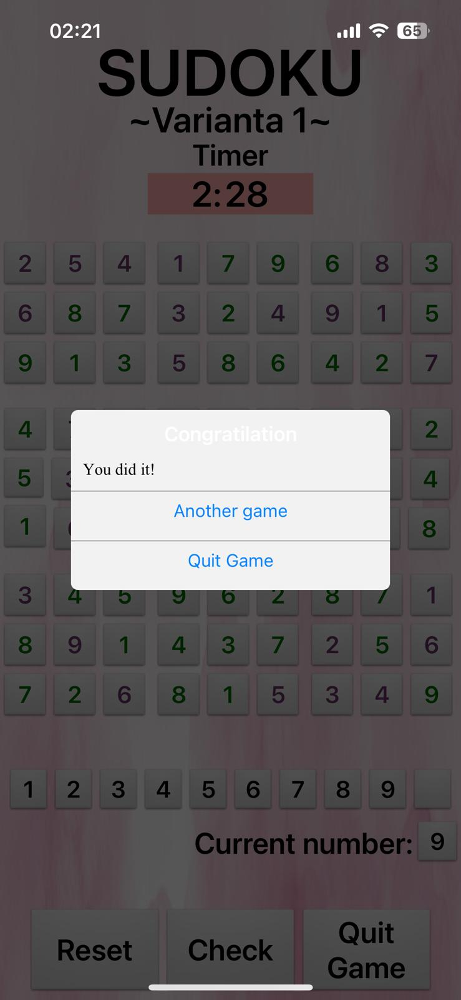 02:21
65
SUDOKU
~Varianta 1~
Timer
2:28
2 5 4 1 7 9 6 8 3
6 8 7 3 2 4 9 1 5
9 1 3 5 8 6 4 2 7
4 2
5 4
1 8
Congratilation
You did it!
Another game
Quit Game
3 4 5 9 6 2 8 7 1
8 9 1 4 3 7 2 5 6
7 2 6 8 1 5 3 4 9
1 2 3 4 5 6 7 8 9
Current number: 9
Reset Check Quit
Game